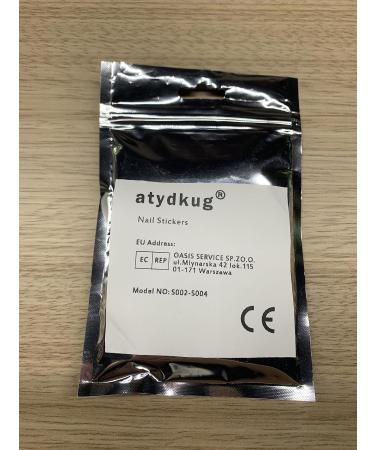 atydkug®
Nail Stickers
EU Address:
EC REP
OASIS SERVICE SP.ZO.O.
ul.Mlynarska 42 lok.115
01-171 Warszawa
Model NO: S002-S004
CE